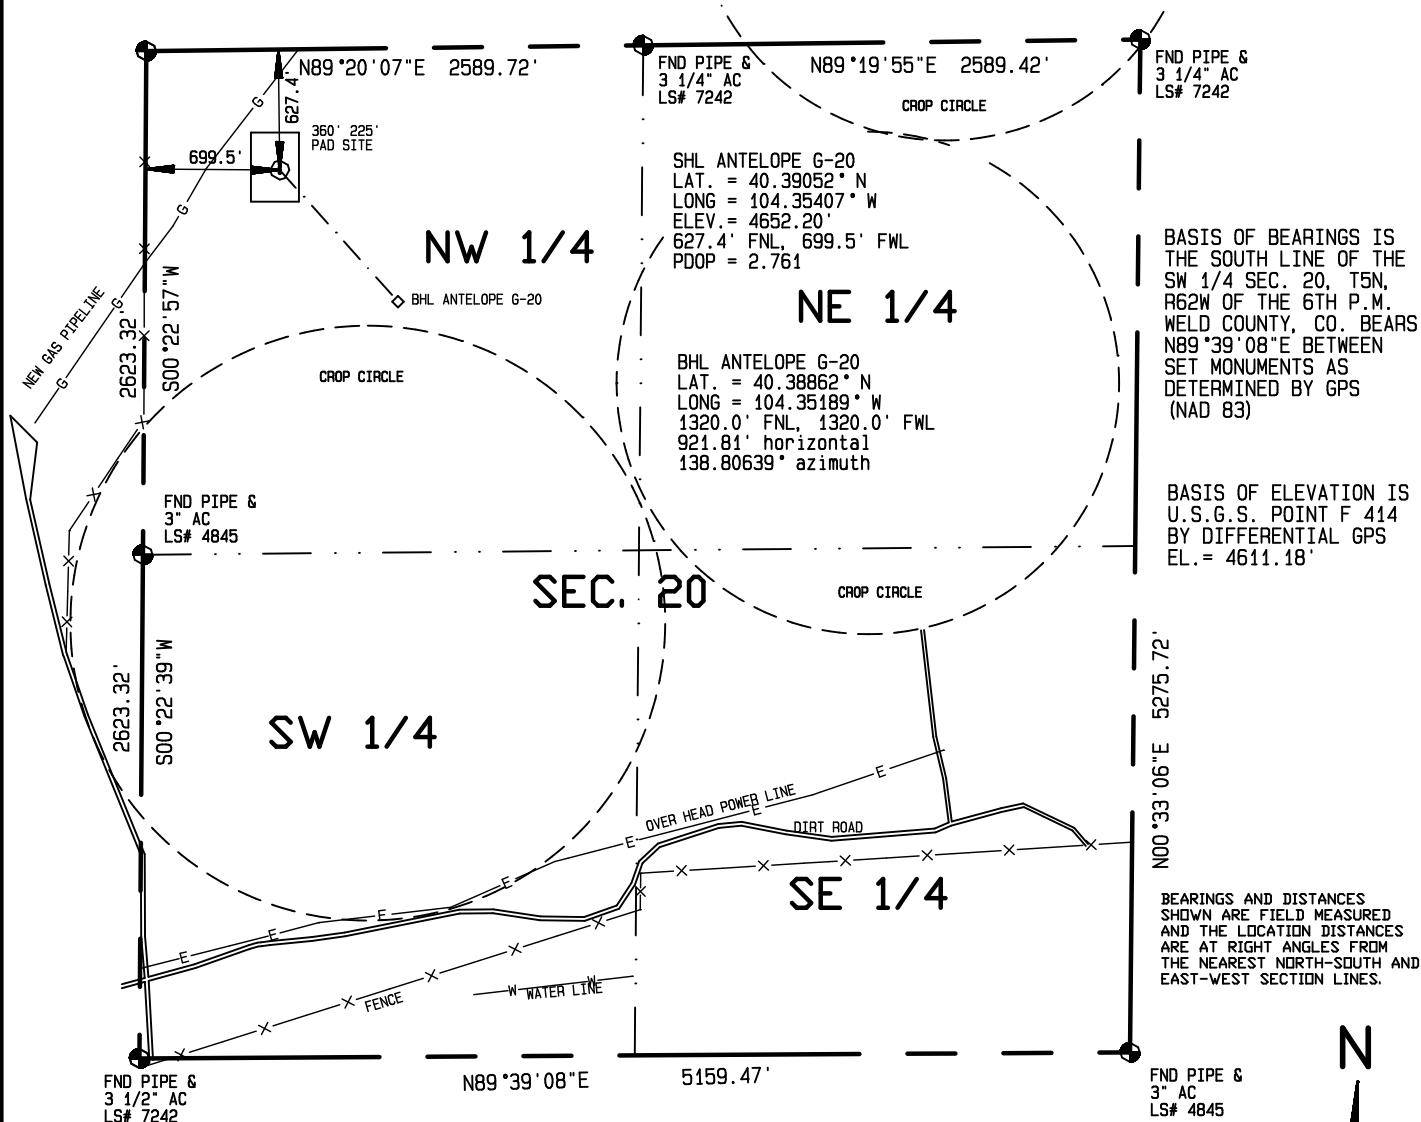 N89°20'07"E 2589.72'
FND PIPE &
3 1/4" AC
LS# 7242
N89°19'55"E 2589.42'
FND PIPE &
3 1/4" AC
LS# 7242
CROP CIRCLE
627.4'
360' 225'
PAD SITE
699.5'
G
G
G
G
SHL ANTELOPE G-20
LAT. = 40.39052° N
LONG = 104.35407° W
ELEV.= 4652.20'
627.4' FNL, 699.5' FWL
PDOP = 2.761
NW 1/4
BHL ANTELOPE G-20
NE 1/4
BASIS OF BEARINGS IS
THE SOUTH LINE OF THE
SW 1/4 SEC. 20, T5N,
R62W OF THE 6TH P.M.
WELD COUNTY, CO. BEARS
N89°39'08"E BETWEEN
SET MONUMENTS AS
DETERMINED BY GPS
(NAD 83)
NEW GAS PIPELINE
2623.32'
S00°22'57"W
CROP CIRCLE
BHL ANTELOPE G-20
LAT. = 40.38862° N
LONG = 104.35189° W
1320.0' FNL, 1320.0' FWL
921.81' horizontal
138.80639° azimuth
FND PIPE &
3" AC
LS# 4845
BASIS OF ELEVATION IS
U.S.G.S. POINT F 414
BY DIFFERENTIAL GPS
EL.= 4611.18'
SEC. 20
CROP CIRCLE
2623.32'
S00°22'39"W
SW 1/4
N00°33'06"E 5275.72'
OVER HEAD POWER LINE
E
E
E
E
E
E
E
DIRT ROAD
SE 1/4
BEARINGS AND DISTANCES
SHOWN ARE FIELD MEASURED
AND THE LOCATION DISTANCES
ARE AT RIGHT ANGLES FROM
THE NEAREST NORTH-SOUTH AND
EAST-WEST SECTION LINES.
FENCE
W WATER LINE W
N
FND PIPE &
3 1/2" AC
LS# 7242
N89°39'08"E 5159.47'
FND PIPE &
3" AC
LS# 4845